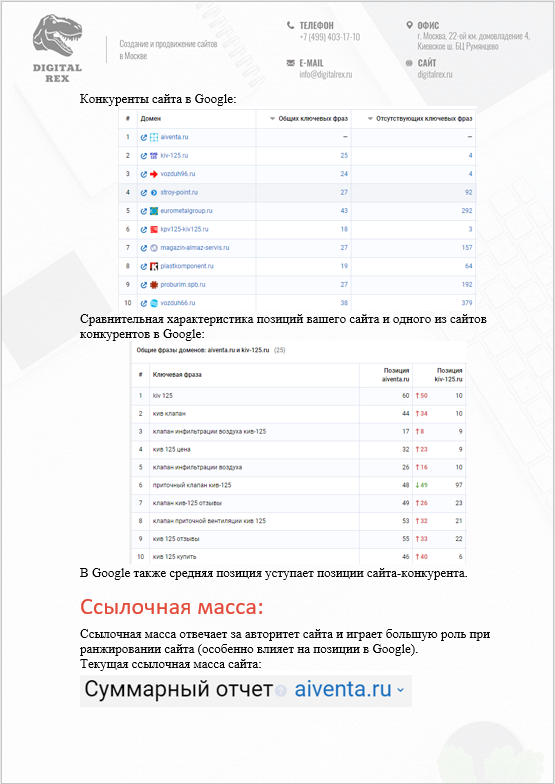 DIGITAL
REX
Создание и продвижение сайтов
в Москве
ТЕЛЕФОН
+7 (499) 403-17-10
E-MAIL
info@digitalrex.ru
ОФИС
г. Москва, 22-ей км. домовладение 4,
Киевское ш. БЦ Румянцево
САЙТ
digitalrex.ru
Конкуренты сайта в Google:
# Домен Общих ключевых фраз Отсутствующих ключевых фраз
1 aiventa.ru – –
2 kiv-125.ru 25 4
3 vozduh96.ru 24 4
4 stroy-point.ru 27 92
5 eurometalgroup.ru 43 292
6 kpv125-kiv125.ru 18 3
7 magazin-almaz-servis.ru 27 157
8 plastkomponent.ru 19 64
9 proburim.spb.ru 27 192
10 vozduh66.ru 38 379
Сравнительная характеристика позиций вашего сайта и одного из сайтов
конкурентов в Google:
Общие фразы доменов: aiventa.ru и kiv-125.ru (25)
# Ключевая фраза Позиция aiventa.ru Позиция kiv-125.ru
1 kiv 125 60 ↑50 10
2 кив клапан 44 ↑34 10
3 клапан инфильтрации воздуха кив-125 17 ↑8 9
4 кив 125 цена 32 ↑23 9
5 клапан инфильтрации воздуха 26 ↑16 10
6 приточный клапан кив-125 48 ↓49 97
7 клапан кив-125 отзывы 49 ↑26 23
8 клапан приточной вентиляции кив 125 53 ↑32 21
9 кив 125 отзывы 55 ↑33 22
10 кив 125 купить 46 ↑40 6
В Google также средняя позиция уступает позиции сайта-конкурента.
Ссылочная масса:
Ссылочная масса отвечает за авторитет сайта и играет большую роль при
ранжировании сайта (особенно влияет на позиции в Google).
Текущая ссылочная масса сайта:
Суммарный отчет aiventa.ru